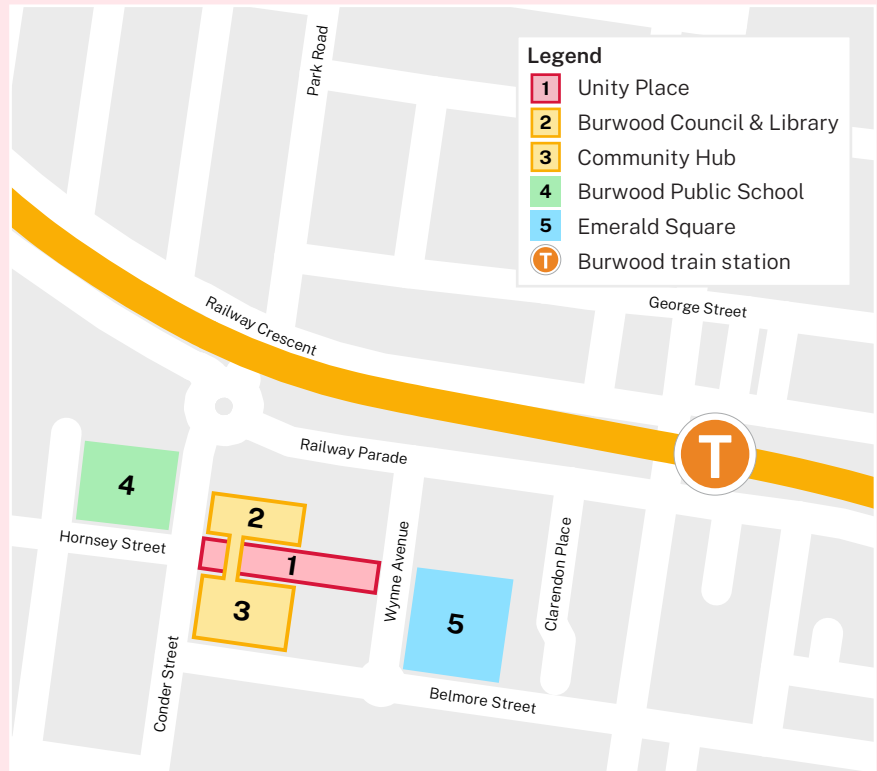 Park Road
Legend
1 Unity Place
2 Burwood Council & Library
3 Community Hub
4 Burwood Public School
5 Emerald Square
T Burwood train station
George Street
Railway Crescent
T
Railway Parade
4
2
Hornsey Street
1
Wynne Avenue
Clarendon Place
3
5
Conder Street
Belmore Street